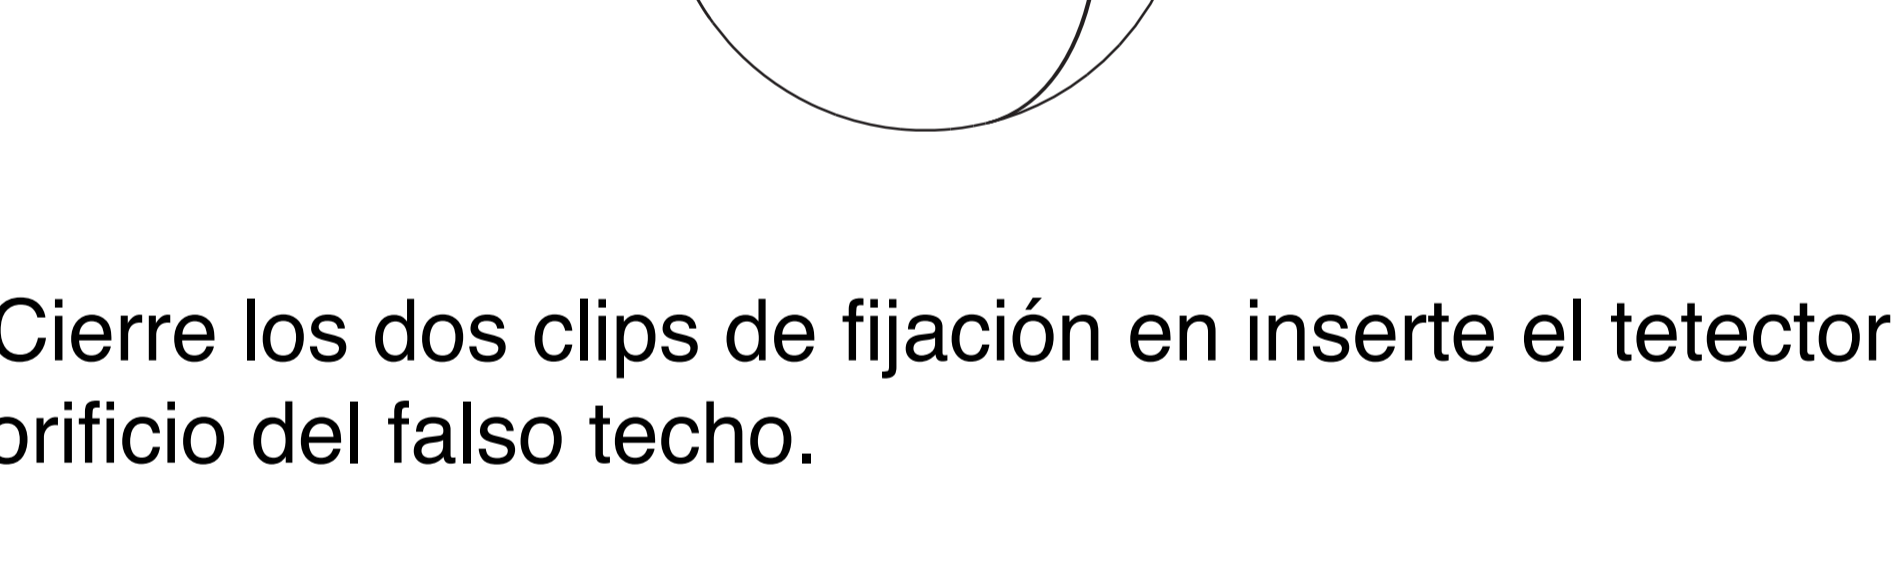 Cierre los dos clips de fijación en inserte el tetector
orificio del falso techo.